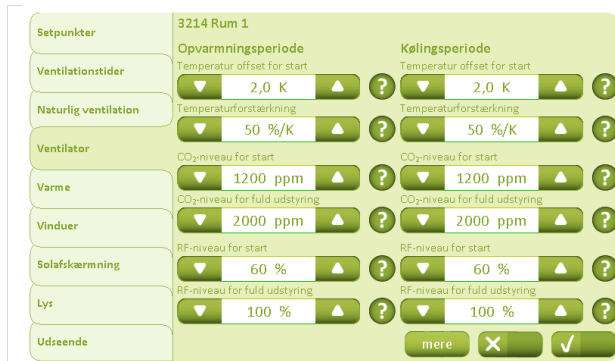 3214 Rum 1
Setpunkter
Ventilationstider
Naturlig ventilation
Ventilator
Varme
Vinduer
Solafskærmning
Lys
Udseende
Opvarmningsperiode
Temperatur offset for start
2,0 K
?
Temperaturforstærkning
50 %/K
?
CO₂-niveau for start
1200 ppm
?
CO₂-niveau for fuld udstyring
2000 ppm
?
RF-niveau for start
60 %
?
RF-niveau for fuld udstyring
100 %
?
Kølingsperiode
Temperatur offset for start
2,0 K
?
Temperaturforstærkning
50 %/K
?
CO₂-niveau for start
1200 ppm
?
CO₂-niveau for fuld udstyring
2000 ppm
?
RF-niveau for start
60 %
?
RF-niveau for fuld udstyring
100 %
?
mere